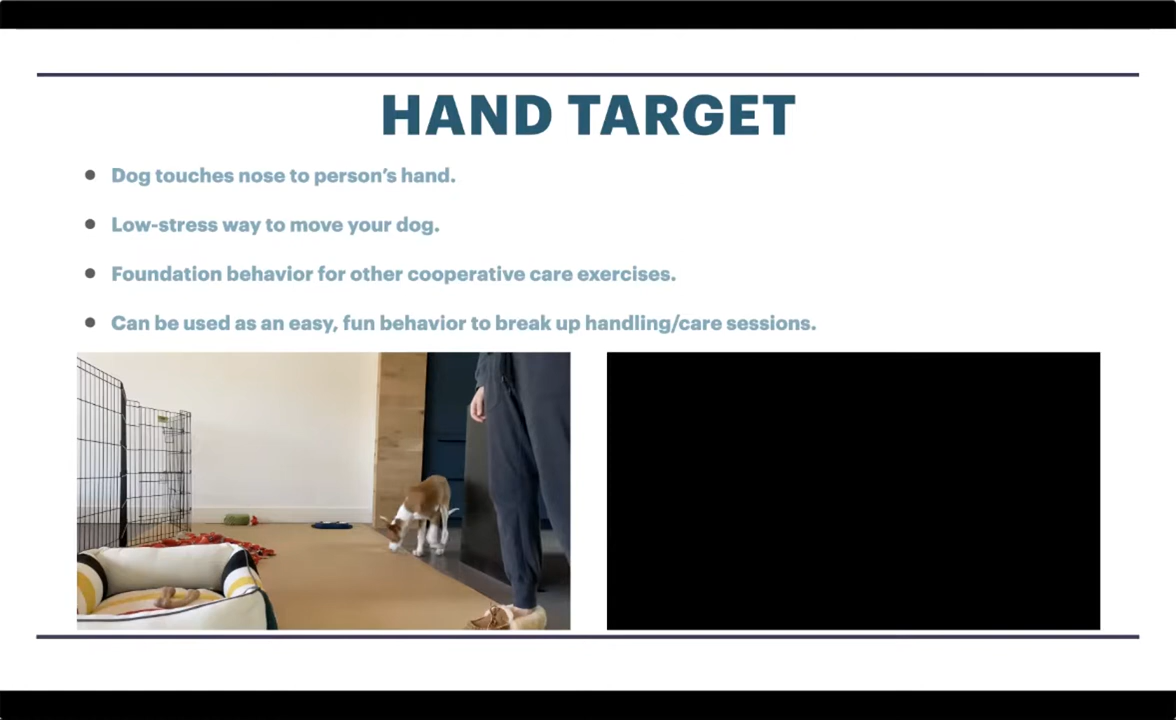 HAND TARGET
• Dog touches nose to person’s hand.
• Low-stress way to move your dog.
• Foundation behavior for other cooperative care exercises.
• Can be used as an easy, fun behavior to break up handling/care sessions.